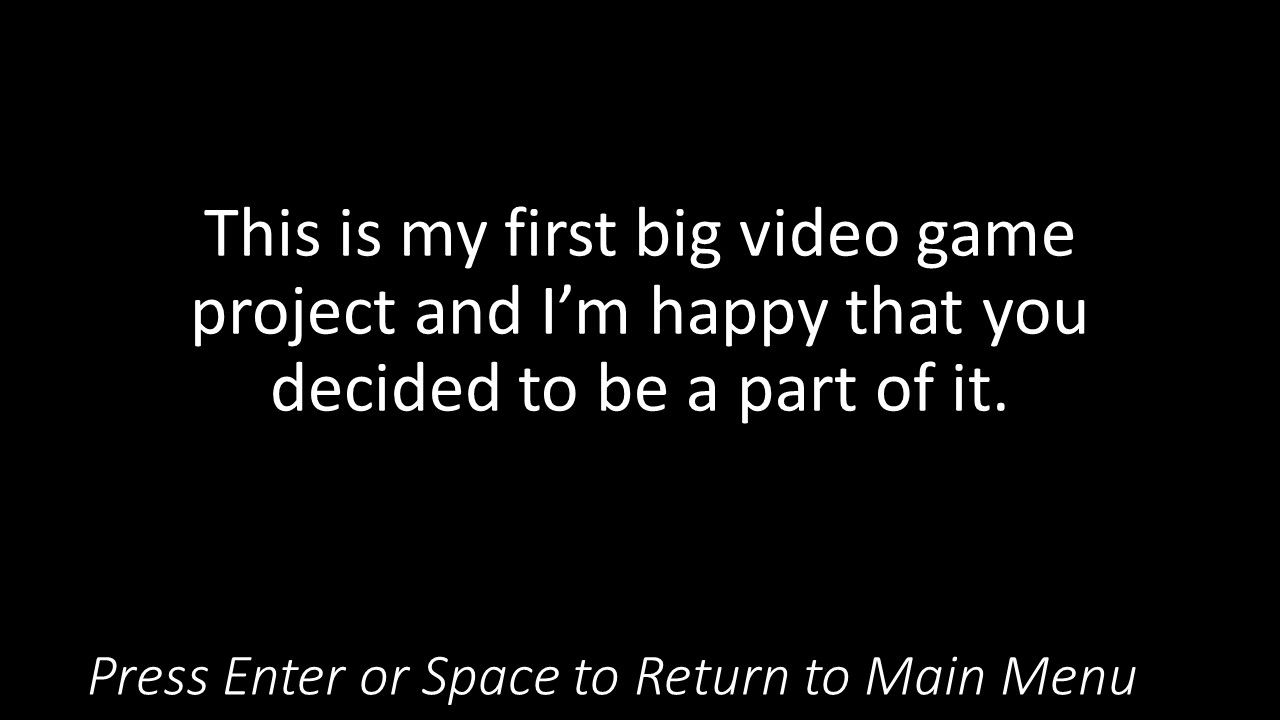 This is my first big video game
project and I’m happy that you
decided to be a part of it.
Press Enter or Space to Return to Main Menu